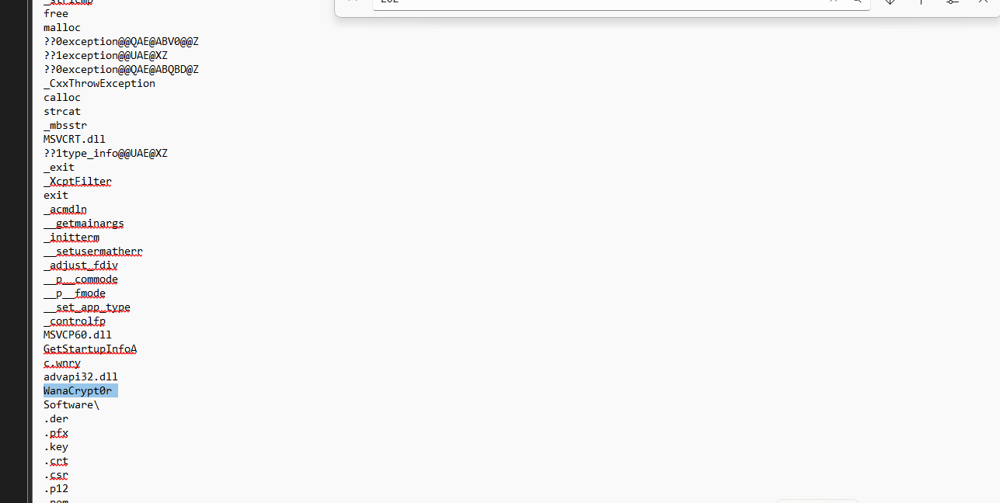 _stricmp
free
malloc
??0exception@@QAE@ABV0@@Z
??1exception@@UAE@XZ
??0exception@@QAE@ABQBD@Z
_CxxThrowException
calloc
strcat
_mbsstr
MSVCRT.dll
??1type_info@@UAE@XZ
_exit
_XcptFilter
exit
_acmdln
__getmainargs
_initterm
__setusermatherr
_adjust_fdiv
__p__commode
__p__fmode
__set_app_type
_controlfp
MSVCP60.dll
GetStartupInfoA
c.wnry
advapi32.dll
WanaCrypt0r
Software\
.der
.pfx
.key
.crt
.csr
.p12